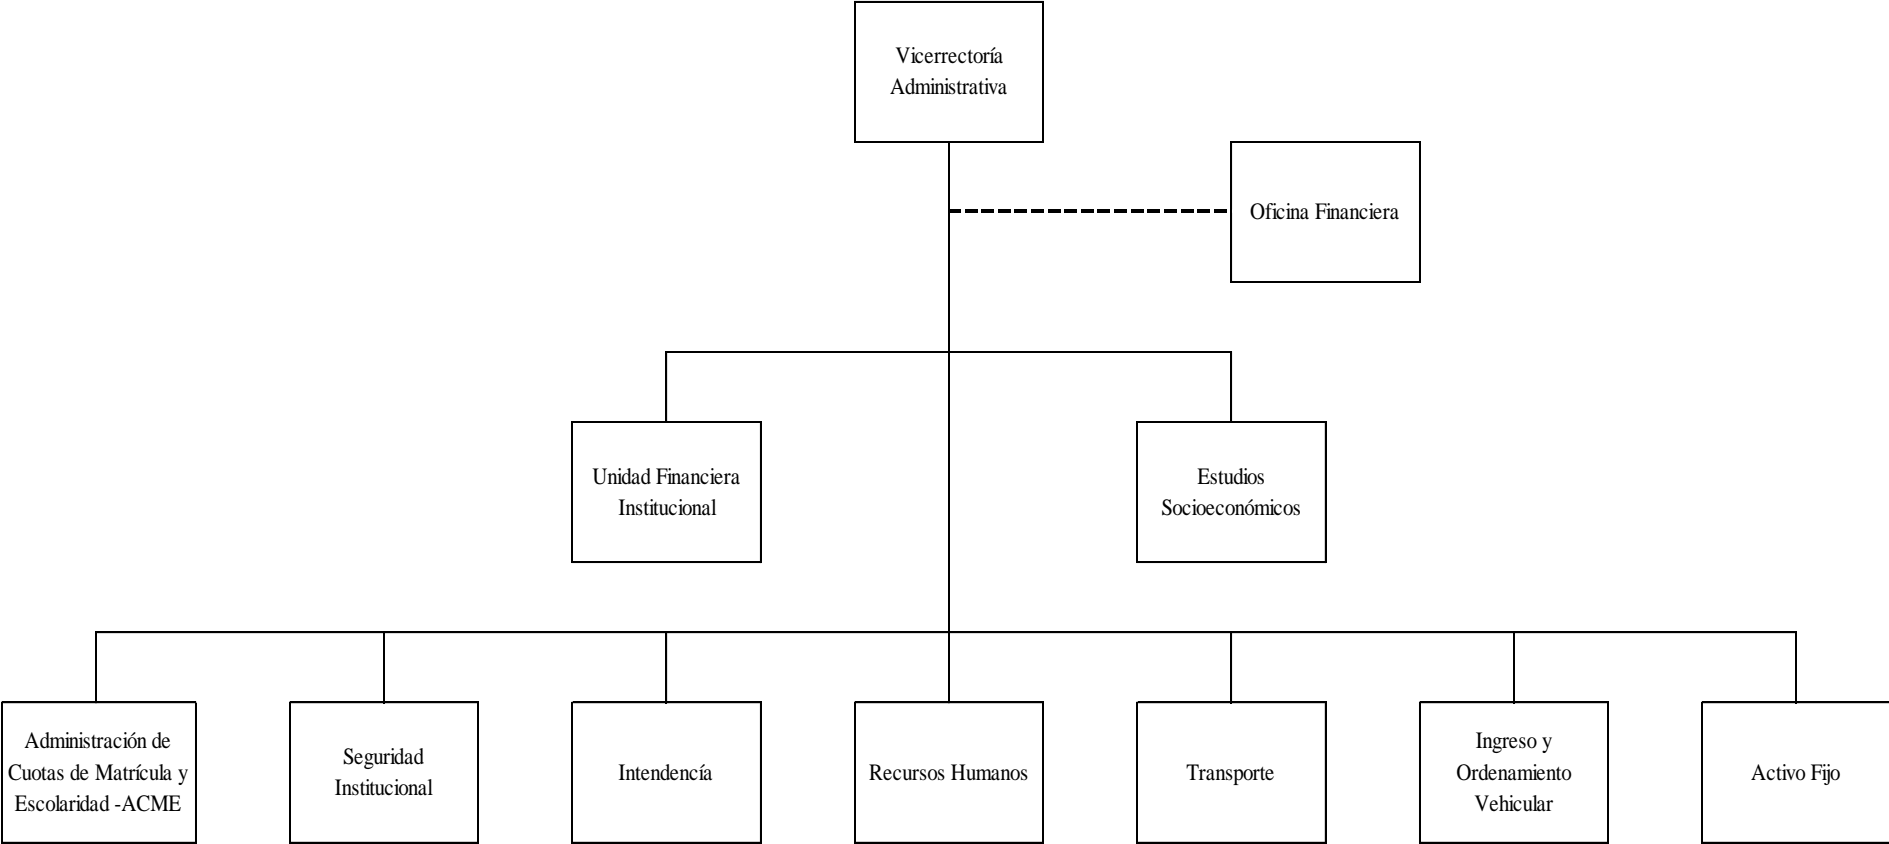 Vicerrectoría
Administrativa
Oficina Financiera
Unidad Financiera
Institucional
Estudios
Socioeconómicos
Administración de
Cuotas de Matrícula y
Escolaridad -ACME
Seguridad
Institucional
Intendencía
Recursos Humanos
Transporte
Ingreso y
Ordenamiento
Vehicular
Activo Fijo